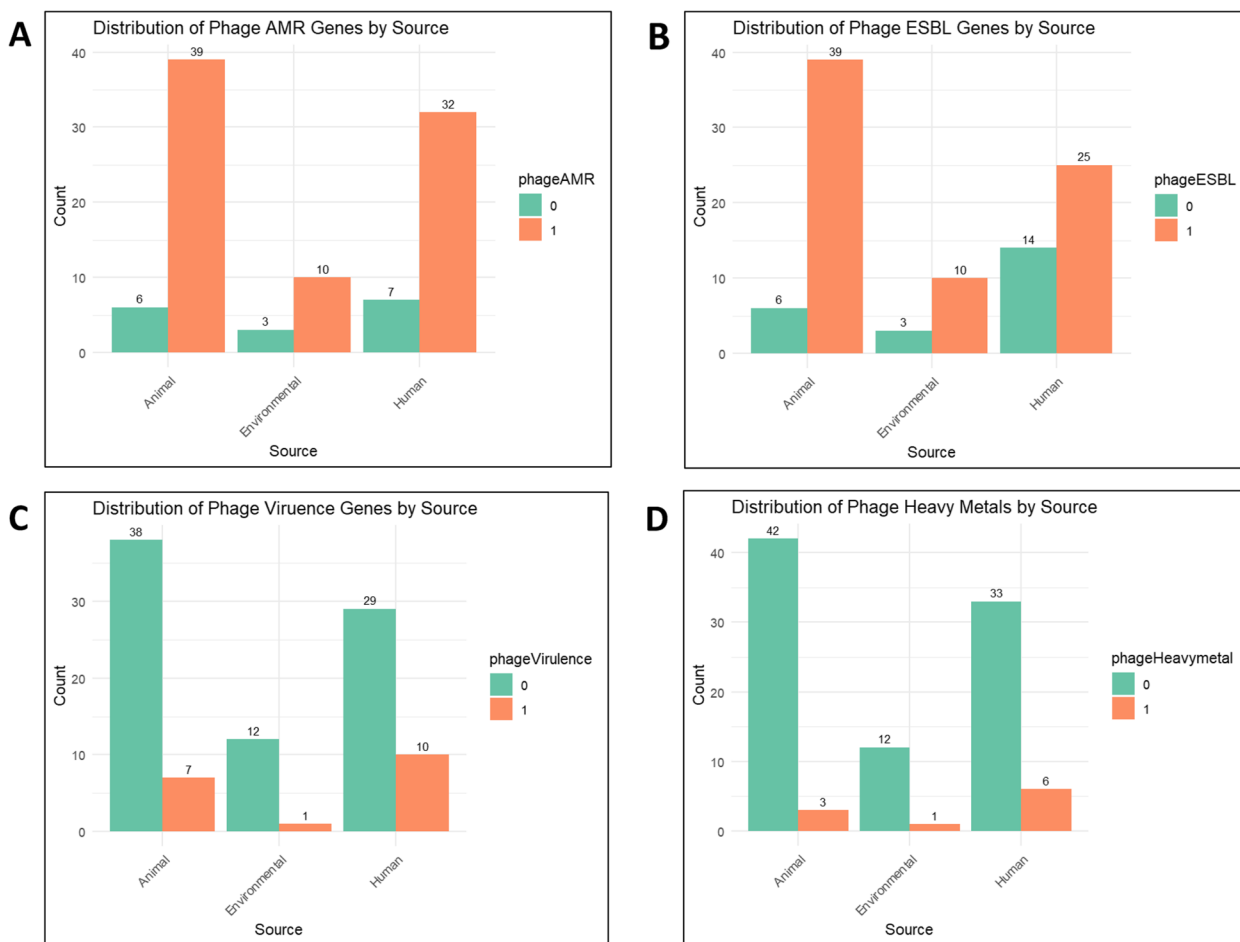 A
Distribution of Phage AMR Genes by Source
40
30
20
10
0
Count
39
32
10
6
3
7
Animal
Environmental
Human
Source
phageAMR
0
1
B
Distribution of Phage ESBL Genes by Source
40
30
20
10
0
Count
39
25
14
10
6
3
Animal
Environmental
Human
Source
phageESBL
0
1
C
Distribution of Phage Viruence Genes by Source
30
20
10
0
Count
38
29
12
10
7
1
Animal
Environmental
Human
Source
phageVirulence
0
1
D
Distribution of Phage Heavy Metals by Source
40
30
20
10
0
Count
42
33
12
6
3
1
Animal
Environmental
Human
Source
phageHeavymetal
0
1